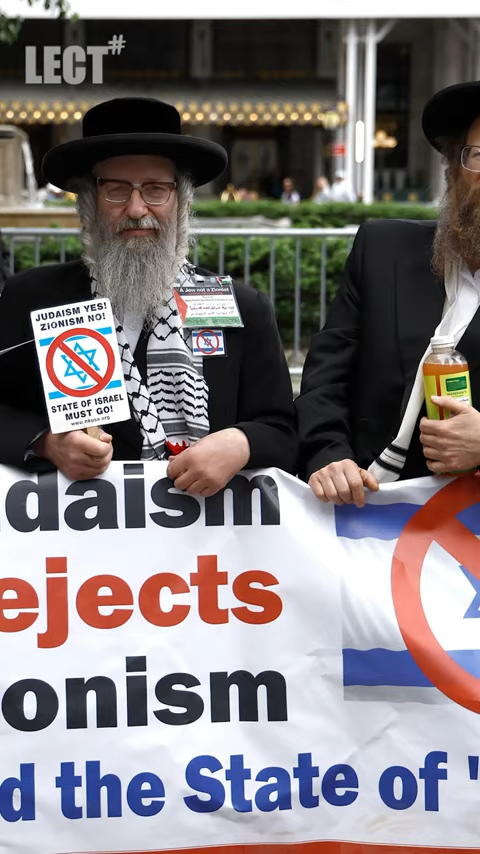 LECT#
JUDAISM YES!
ZIONISM NO!
STATE OF ISRAEL
MUST GO!
www.nkusa.org
A Jew not a Zionist
daism
ejects
onism
d the State of '